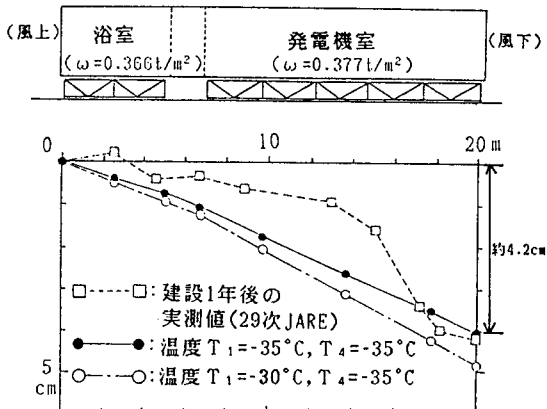 (風上)
浴室
発電機室
(風下)
(ω=0.366t/m²)
(ω=0.377t/m²)
0
10
20 m
約4.2cm
□---□:建設1年後の
実測値(29次JARE)
●―●:温度 T₁=-35°C, T₄=-35°C
○-・-○:温度 T₁=-30°C, T₄=-35°C
5
cm